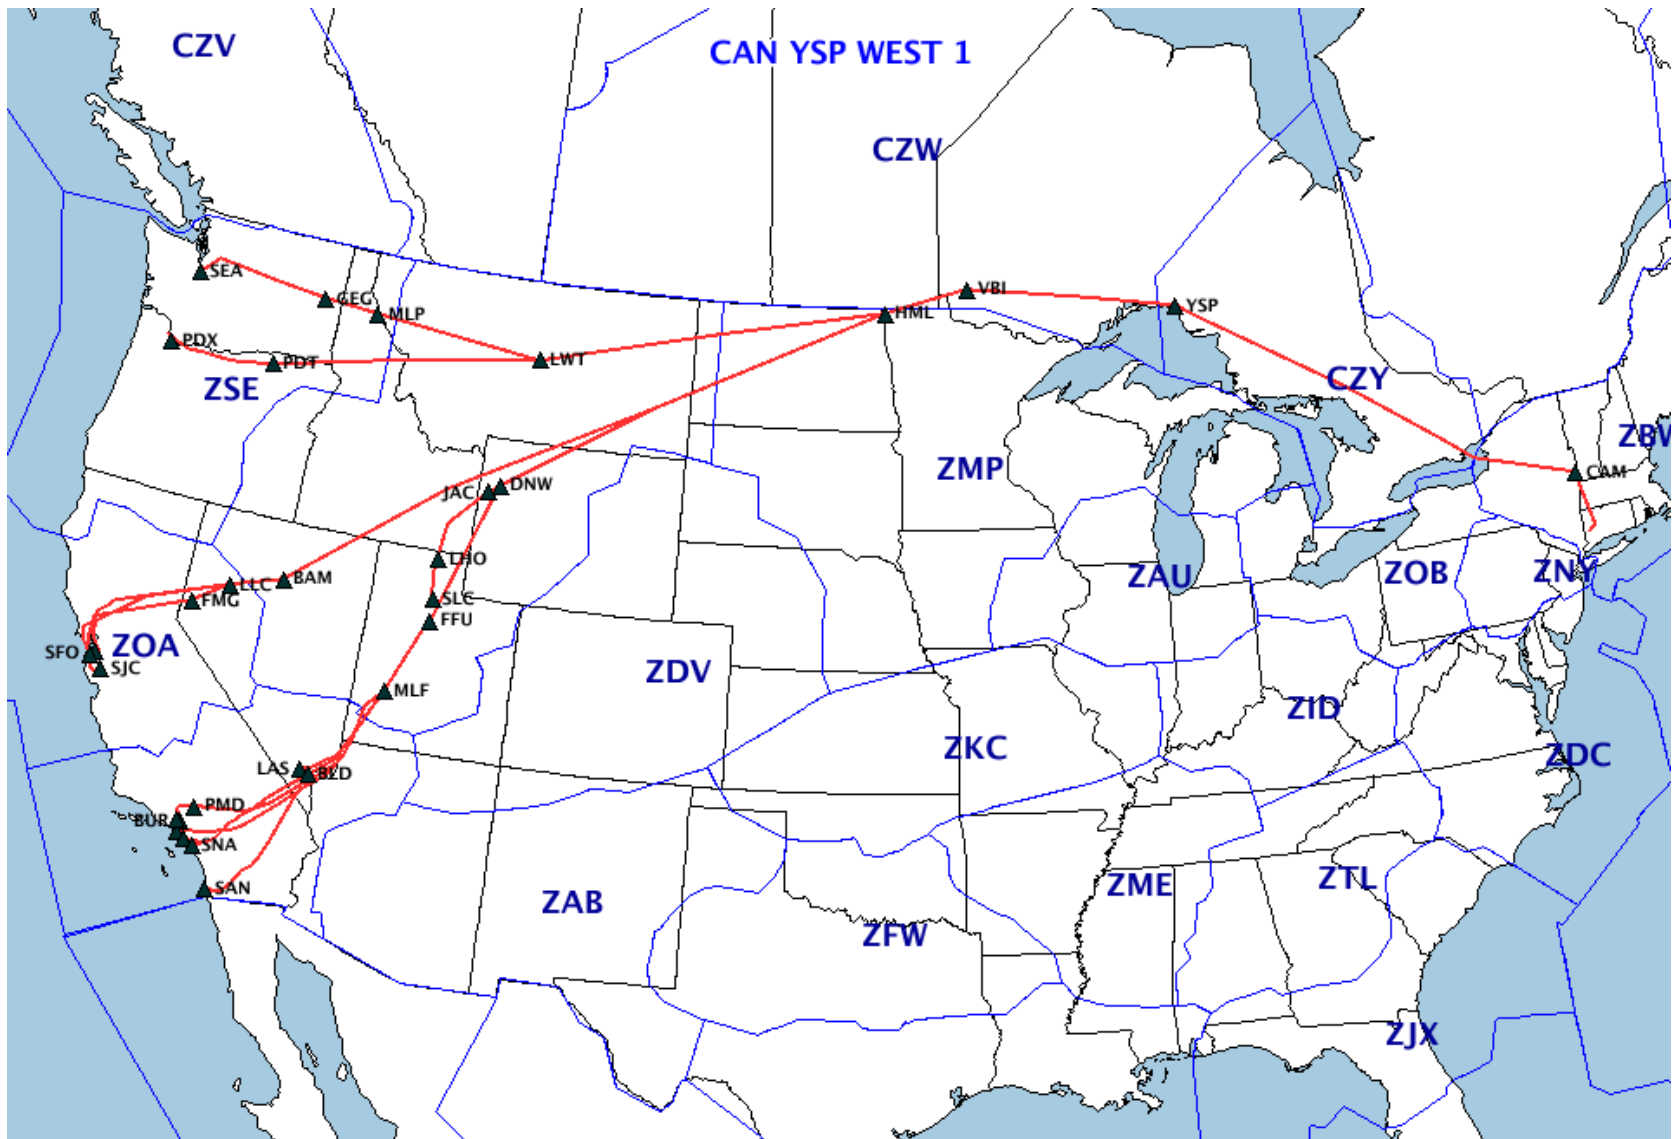 CZV
CAN YSP WEST 1
CZW
SEA
GEG
MLP
VBI
YSP
HML
PDX
PDT
LWT
ZSE
CZY
ZBW
ZMP
CAM
JAC
DNW
LHO
BAM
LLC
FMG
SLC
FFU
ZAU
ZOB
ZNY
SFO
ZOA
SJC
ZDV
MLF
ZID
ZKC
ZDC
LAS
BLD
PMD
BUR
SNA
SAN
ZAB
ZME
ZTL
ZFW
ZJX